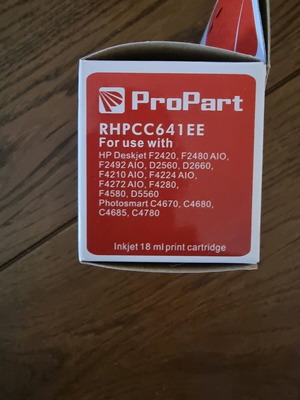 ProPart
RHPCC641EE
For use with
HP Deskjet F2420, F2480 AIO,
F2492 AIO, D2560, D2660,
F4210 AIO, F4224 AIO,
F4272 AIO, F4280,
F4580, D5560
Photosmart C4670, C4680,
C4685, C4780
Inkjet 18 ml print cartridge